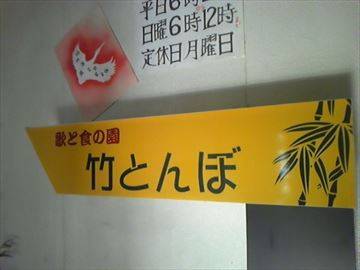 平日6時
日曜6時12時
定休日月曜日
歌と食の園
竹とんぼ